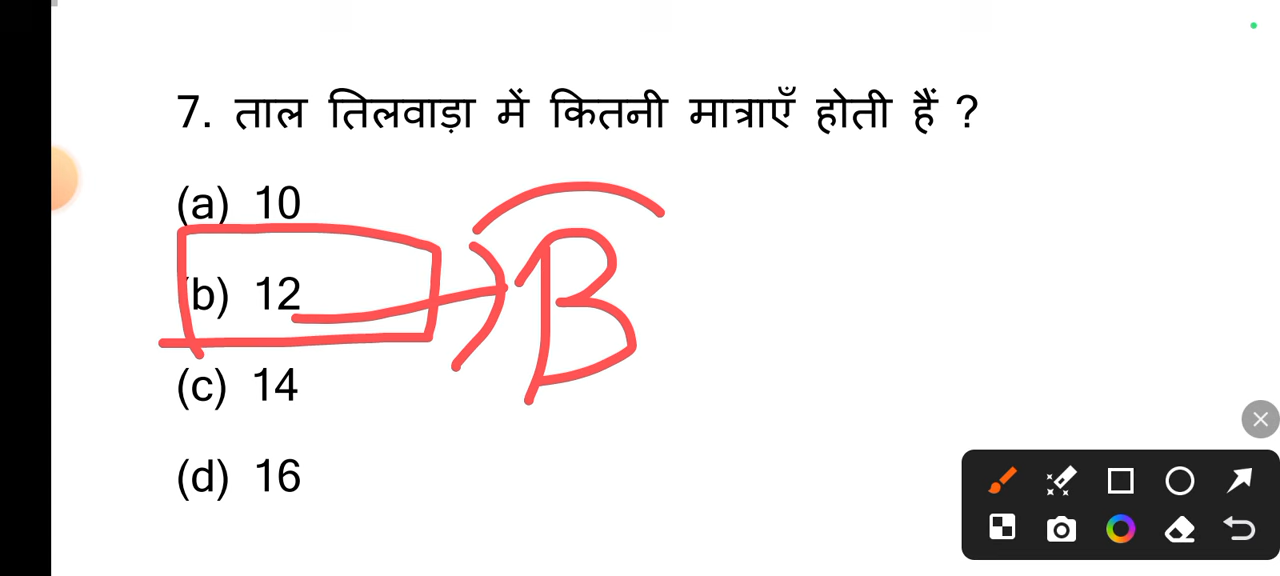 7. ताल तिलवाड़ा में कितनी मात्राएँ होती हैं ?
(a) 10
(b) 12
B
(c) 14
(d) 16